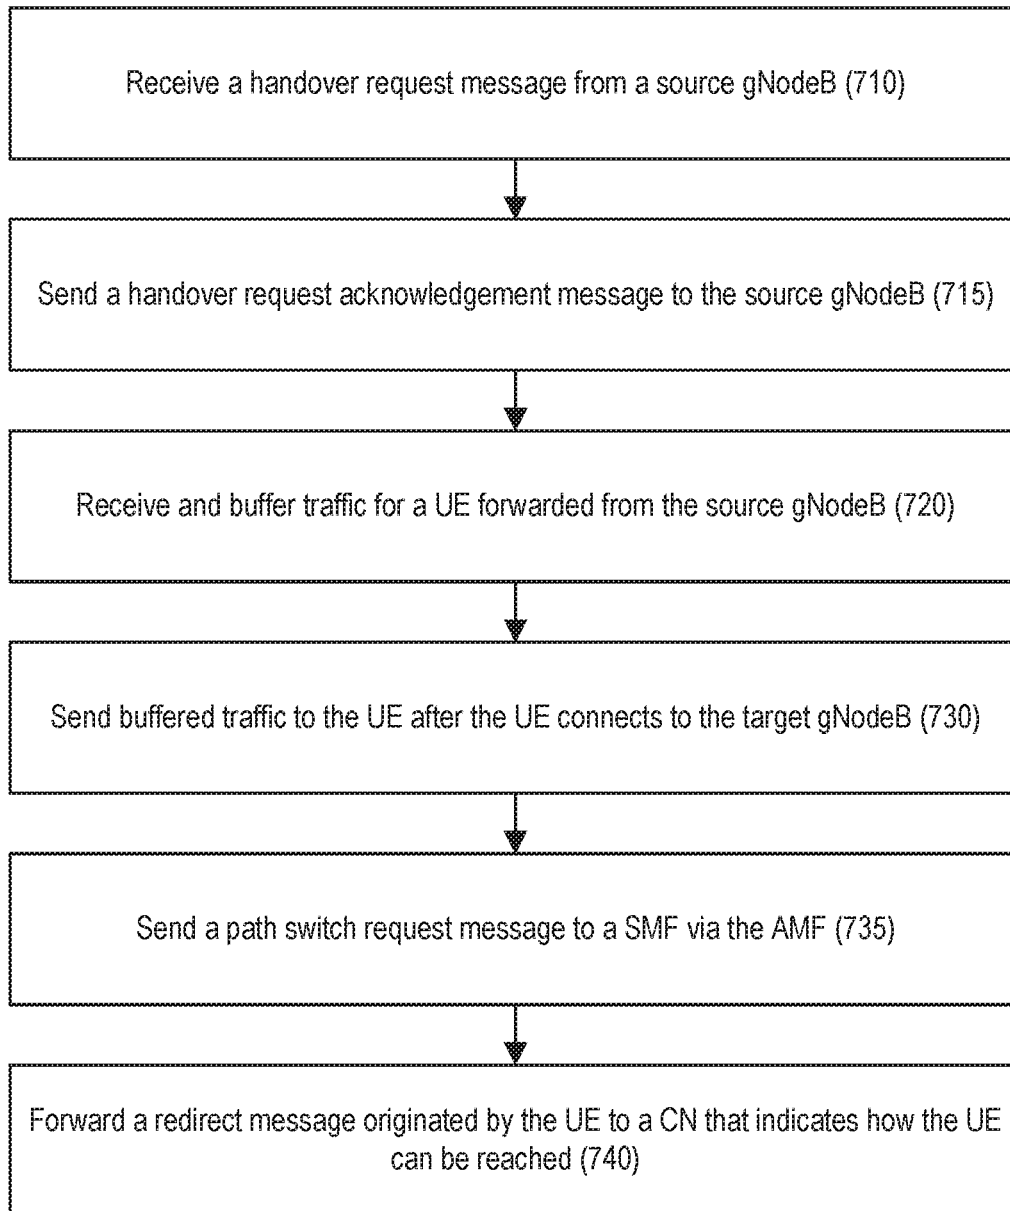 Receive a handover request message from a source gNodeB (710)
Send a handover request acknowledgement message to the source gNodeB (715)
Receive and buffer traffic for a UE forwarded from the source gNodeB (720)
Send buffered traffic to the UE after the UE connects to the target gNodeB (730)
Send a path switch request message to a SMF via the AMF (735)
Forward a redirect message originated by the UE to a CN that indicates how the UE
can be reached (740)